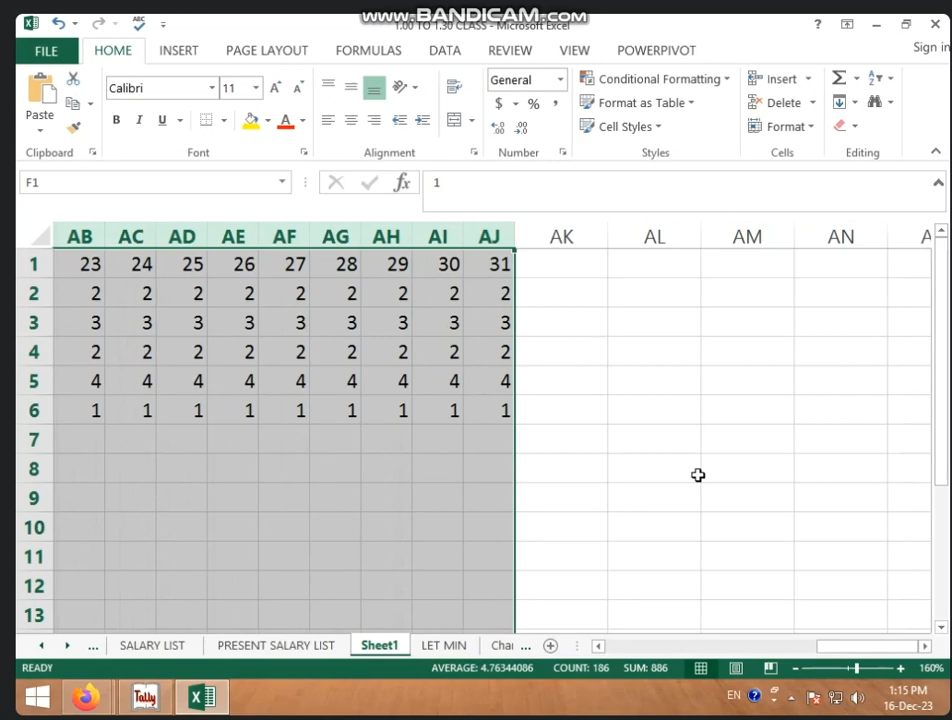 www.BANDICAM.com
1.00 TO 1.30 CLASS - Microsoft Excel
?
FILE HOME INSERT PAGE LAYOUT FORMULAS DATA REVIEW VIEW POWERPIVOT Sign in
Calibri 11 General Conditional Formatting Insert
Paste B I U A $ % , Format as Table Delete
Cell Styles Format
Clipboard Font Alignment Number Styles Cells Editing
F1 fx 1
AB AC AD AE AF AG AH AI AJ AK AL AM AN A
1 23 24 25 26 27 28 29 30 31
2 2 2 2 2 2 2 2 2 2
3 3 3 3 3 3 3 3 3 3
4 2 2 2 2 2 2 2 2 2
5 4 4 4 4 4 4 4 4 4
6 1 1 1 1 1 1 1 1 1
7
8
9
10
11
12
13
... SALARY LIST PRESENT SALARY LIST Sheet1 LET MIN Cha ...
READY AVERAGE: 4.76344086 COUNT: 186 SUM: 886 160%
Tally EN 1:15 PM
16-Dec-23